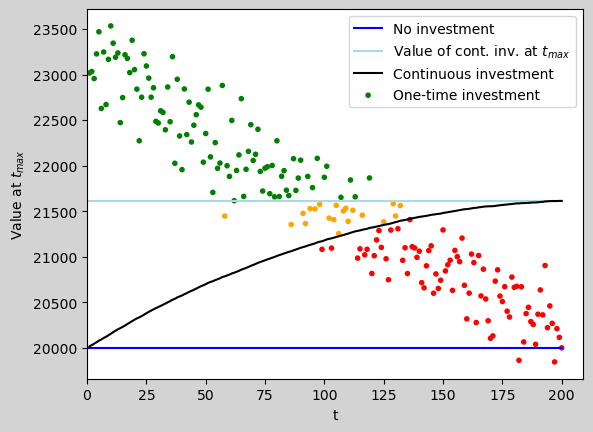 No investment
Value of cont. inv. at t_max
Continuous investment
One-time investment
Value at t_max
23500
23000
22500
22000
21500
21000
20500
20000
0 25 50 75 100 125 150 175 200
t